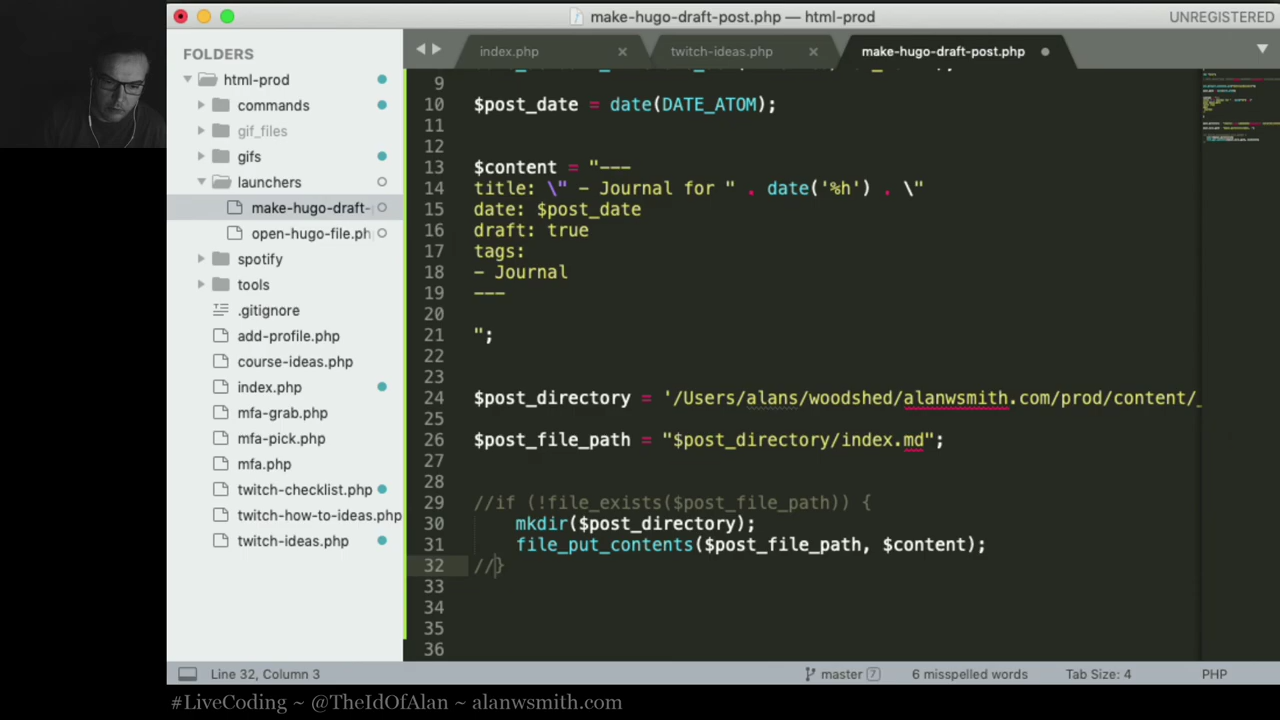 make-hugo-draft-post.php — html-prod
UNREGISTERED
FOLDERS
html-prod
commands
gif_files
gifs
launchers
make-hugo-draft-
open-hugo-file.ph
spotify
tools
.gitignore
add-profile.php
course-ideas.php
index.php
mfa-grab.php
mfa-pick.php
mfa.php
twitch-checklist.php
twitch-how-to-ideas.php
twitch-ideas.php
index.php
twitch-ideas.php
make-hugo-draft-post.php
9
10 $post_date = date(DATE_ATOM);
11
12
13 $content = "---
14 title: \" - Journal for " . date('%h') . \"
15 date: $post_date
16 draft: true
17 tags:
18 - Journal
19 ---
20
21 ";
22
23
24 $post_directory = '/Users/alans/woodshed/alanwsmith.com/prod/content/_
25
26 $post_file_path = "$post_directory/index.md";
27
28
29 //if (!file_exists($post_file_path)) {
30 mkdir($post_directory);
31 file_put_contents($post_file_path, $content);
32 //}
33
34
35
36
Line 32, Column 3
master 7
6 misspelled words
Tab Size: 4
PHP
#LiveCoding ~ @TheIdOfAlan ~ alanwsmith.com